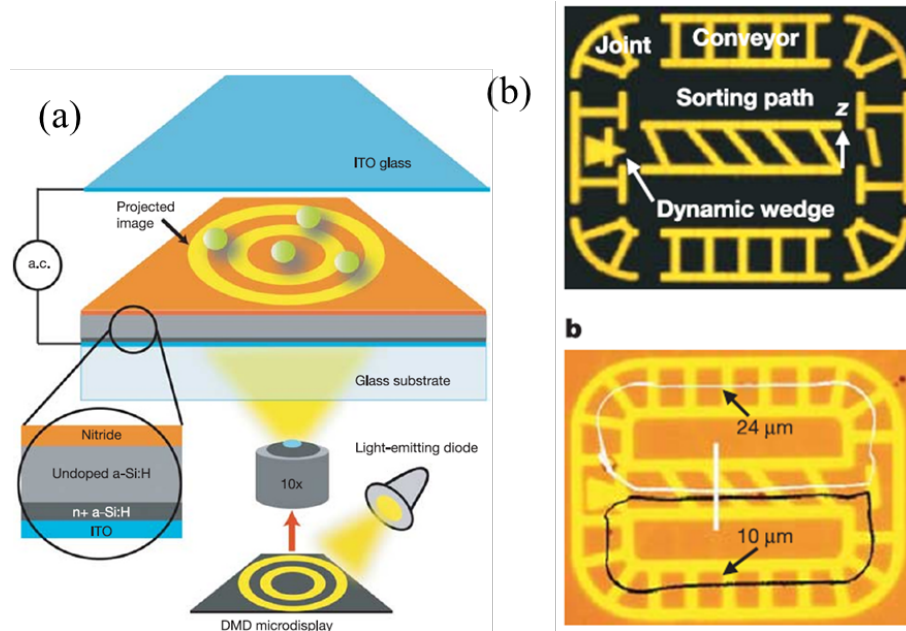 (a)
ITO glass
Projected
image
a.c.
Glass substrate
Nitride
Undoped a-Si:H
n+ a-Si:H
ITO
Light-emitting diode
10x
DMD microdisplay
(b)
Joint
Conveyor
Sorting path
z
Dynamic wedge
b
24 μm
10 μm